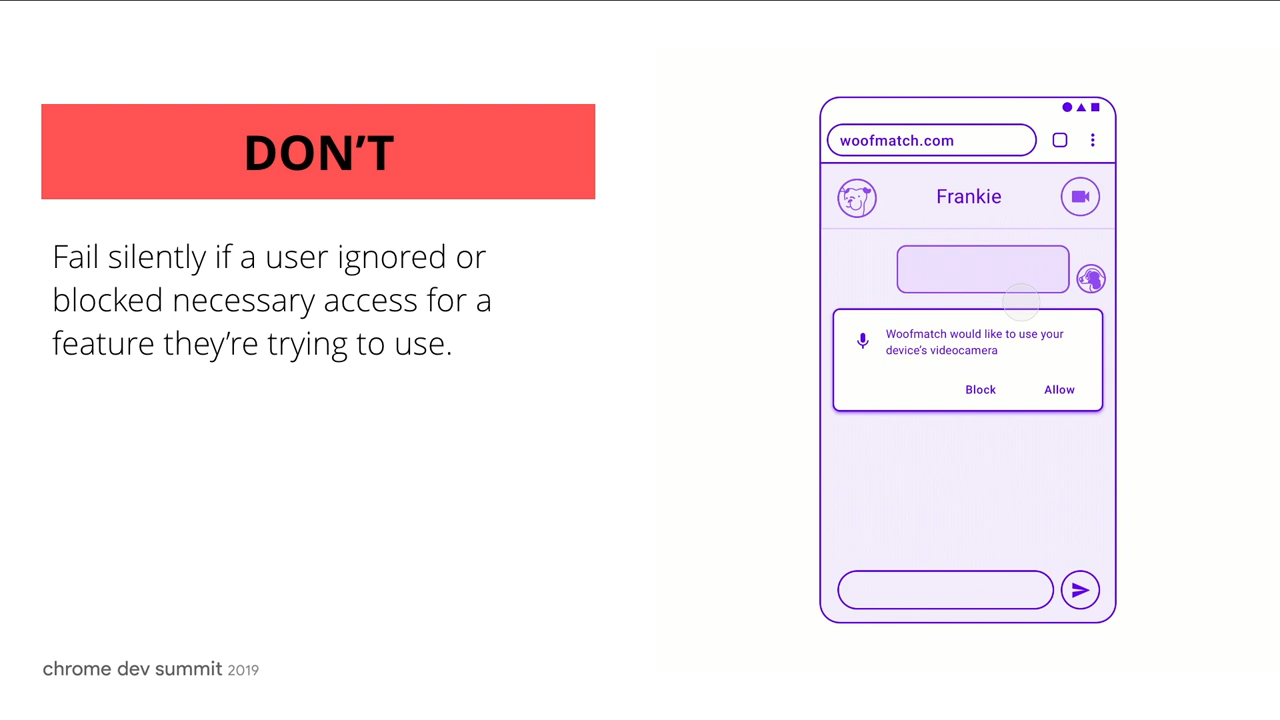 DON’T
Fail silently if a user ignored or
blocked necessary access for a
feature they’re trying to use.
woofmatch.com
Frankie
Woofmatch would like to use your
device’s videocamera
Block Allow
chrome dev summit 2019